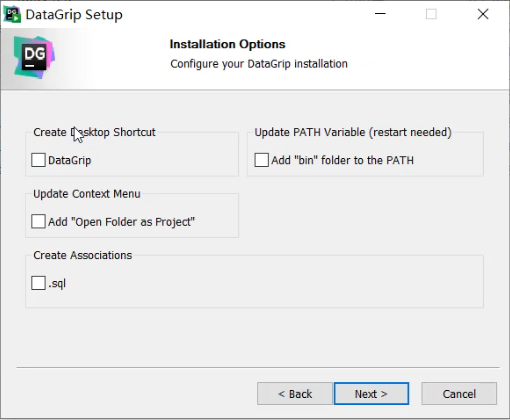 DataGrip Setup
DG
Installation Options
Configure your DataGrip installation
Create Desktop Shortcut
Update PATH Variable (restart needed)
DataGrip
Add "bin" folder to the PATH
Update Context Menu
Add "Open Folder as Project"
Create Associations
.sql
< Back
Next >
Cancel